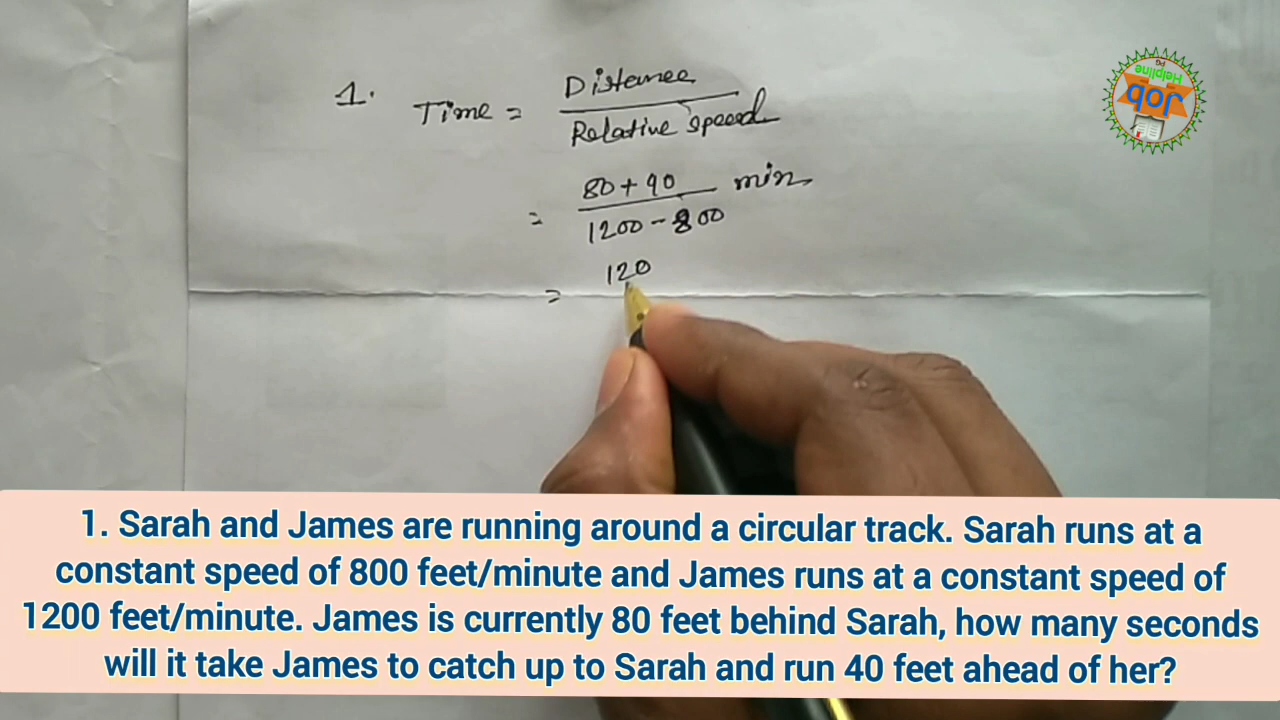 1. Time = Distance
Relative speed
= 80 + 40 min
1200 - 800
= 120
Job
Helpline
Pg
1. Sarah and James are running around a circular track. Sarah runs at a
constant speed of 800 feet/minute and James runs at a constant speed of
1200 feet/minute. James is currently 80 feet behind Sarah, how many seconds
will it take James to catch up to Sarah and run 40 feet ahead of her?